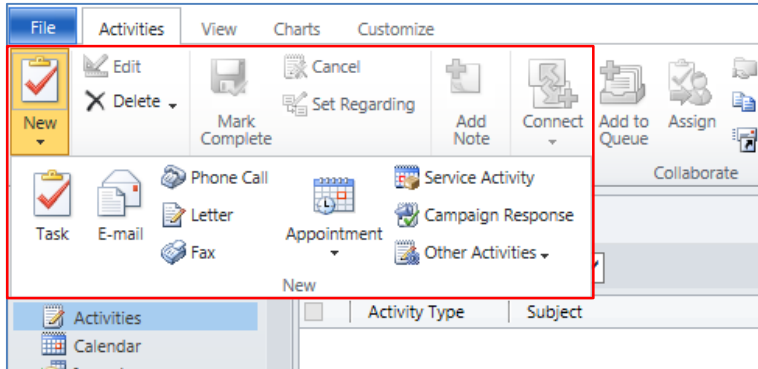 File Activities View Charts Customize
New
Edit
Delete
Mark Complete
Cancel
Set Regarding
Add Note
Connect
Add to Queue
Assign
Collaborate
Task
E-mail
Phone Call
Letter
Fax
Appointment
Service Activity
Campaign Response
Other Activities
New
Activities
Calendar
Activity Type Subject